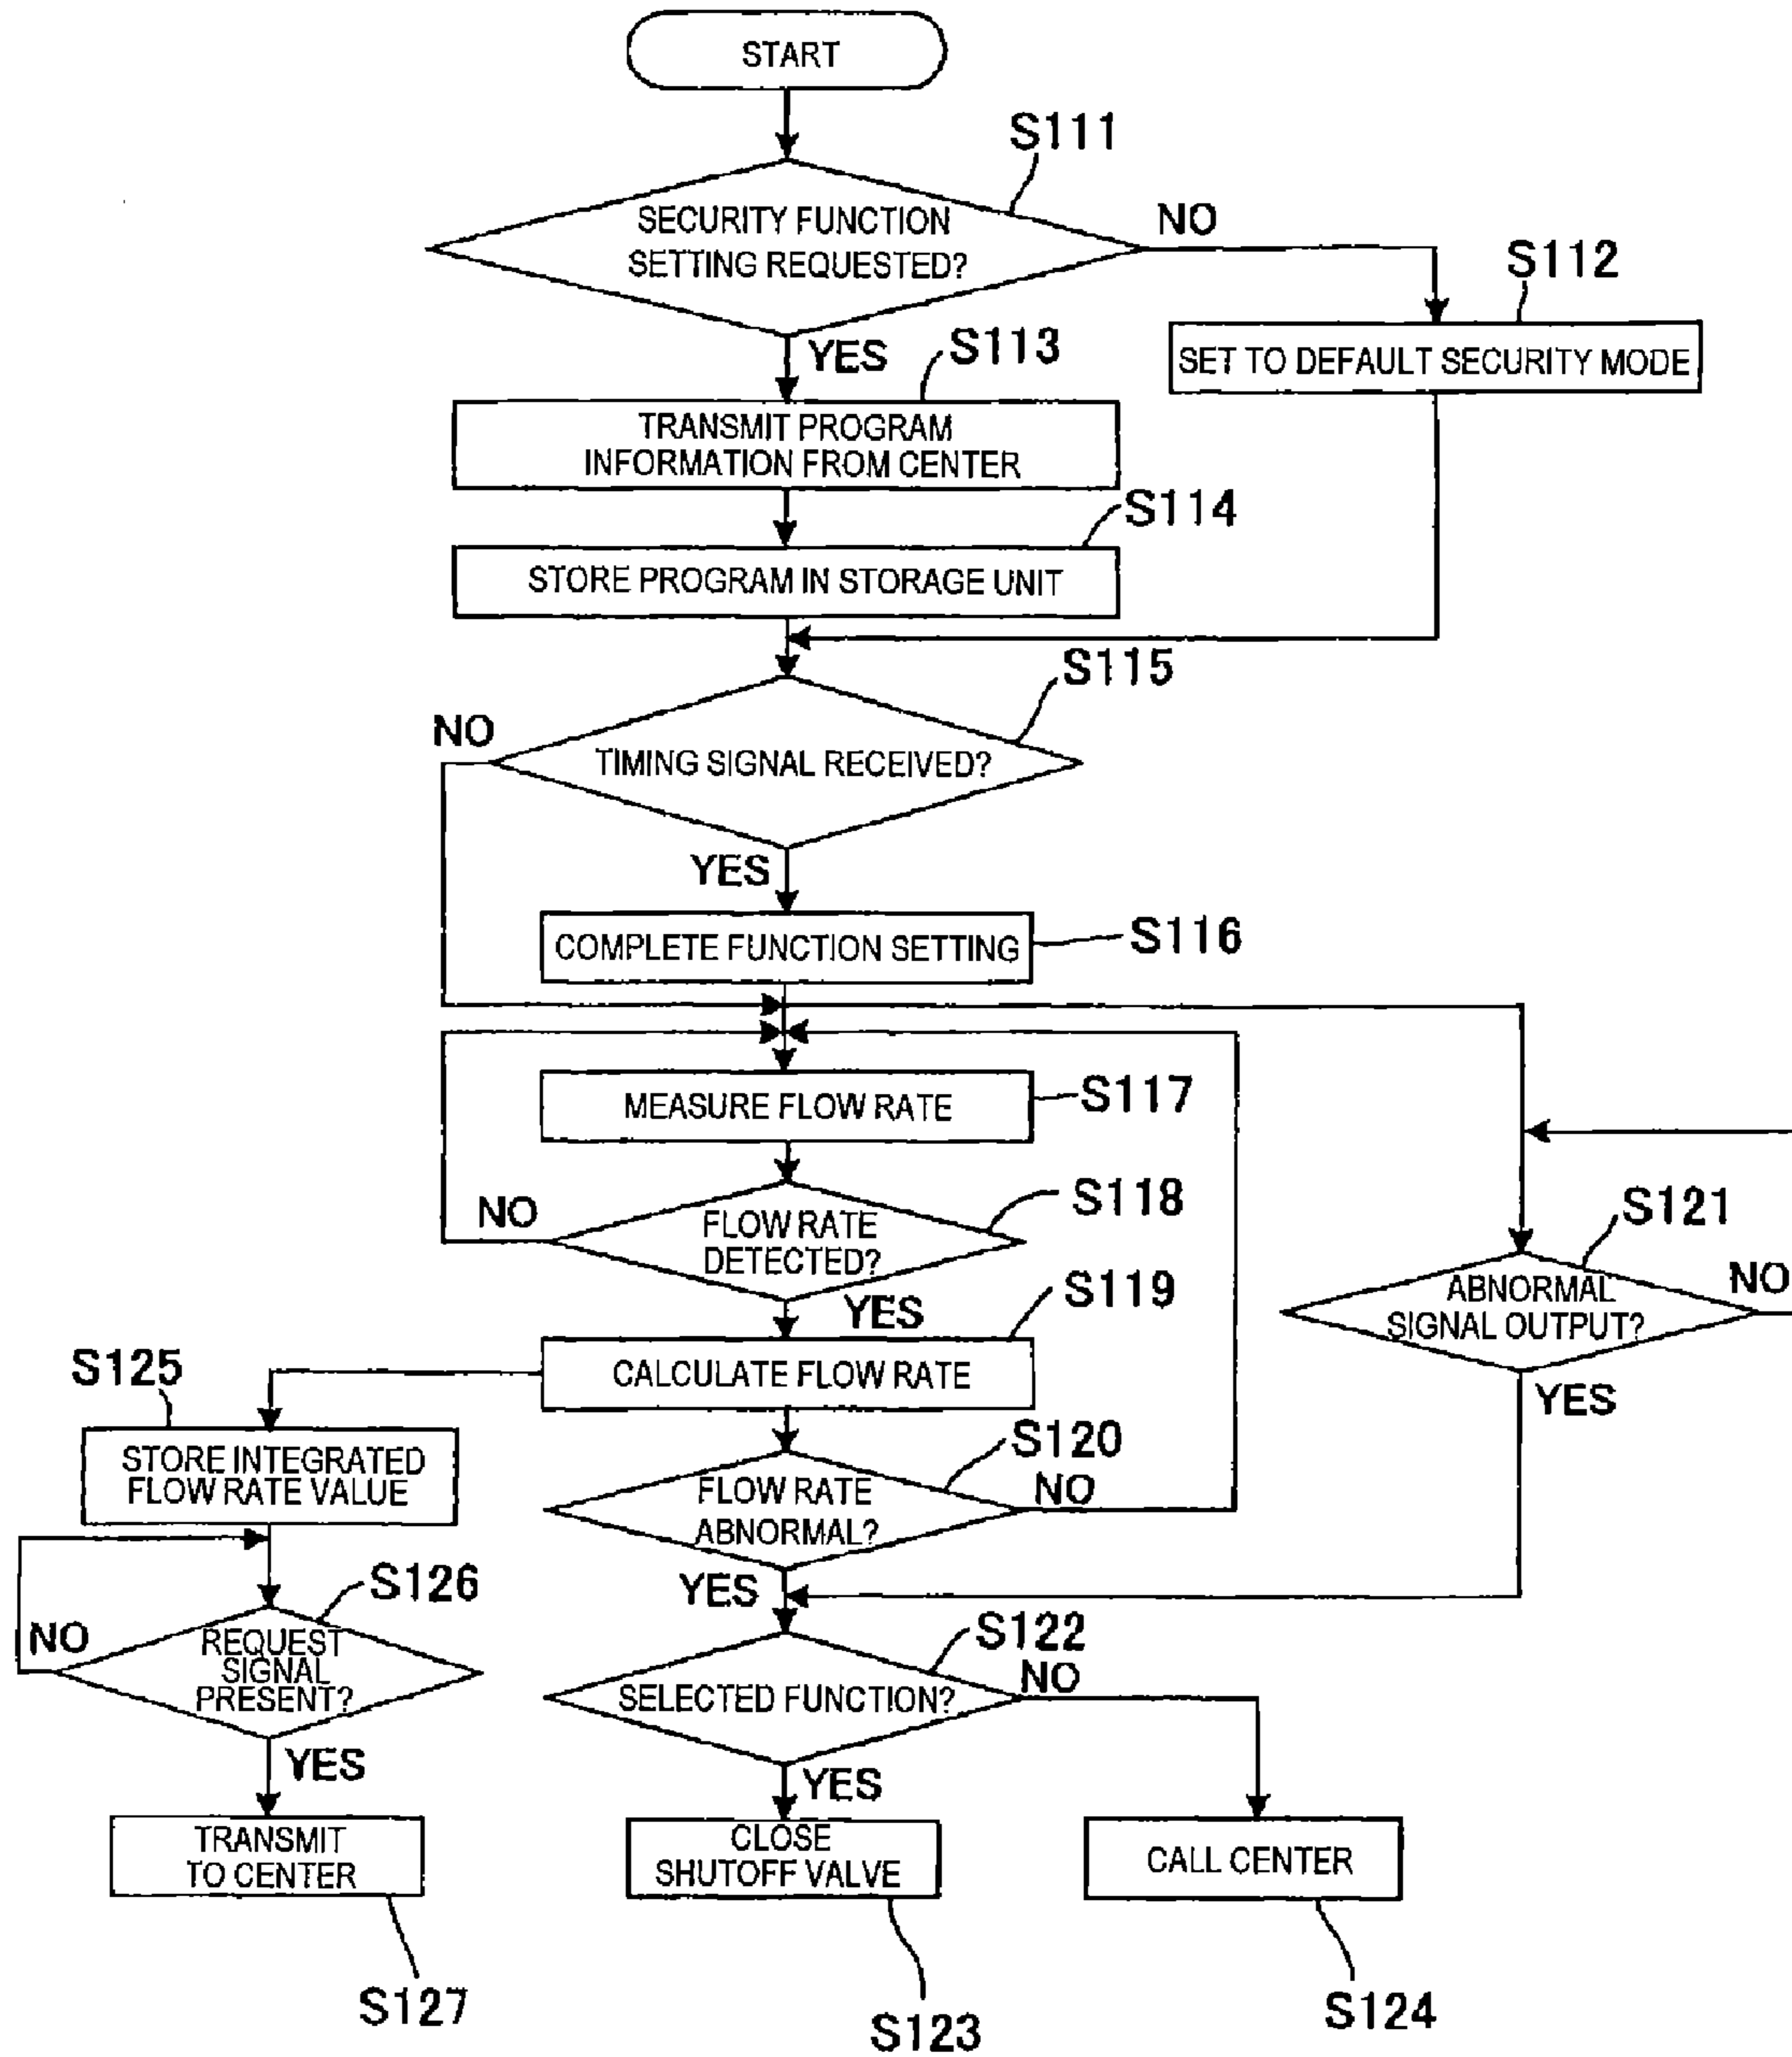 START
S111
SECURITY FUNCTION
SETTING REQUESTED?
NO
S112
SET TO DEFAULT SECURITY MODE
YES
S113
TRANSMIT PROGRAM
INFORMATION FROM CENTER
S114
STORE PROGRAM IN STORAGE UNIT
S115
NO
TIMING SIGNAL RECEIVED?
YES
COMPLETE FUNCTION SETTING
S116
MEASURE FLOW RATE
S117
S118
NO
FLOW RATE
DETECTED?
S121
ABNORMAL
SIGNAL OUTPUT?
NO
YES
S119
CALCULATE FLOW RATE
YES
S125
STORE INTEGRATED
FLOW RATE VALUE
S120
FLOW RATE
ABNORMAL?
NO
YES
S126
NO
REQUEST
SIGNAL
PRESENT?
S122
NO
SELECTED FUNCTION?
YES
YES
TRANSMIT
TO CENTER
CLOSE
SHUTOFF VALVE
CALL CENTER
S127
S123
S124